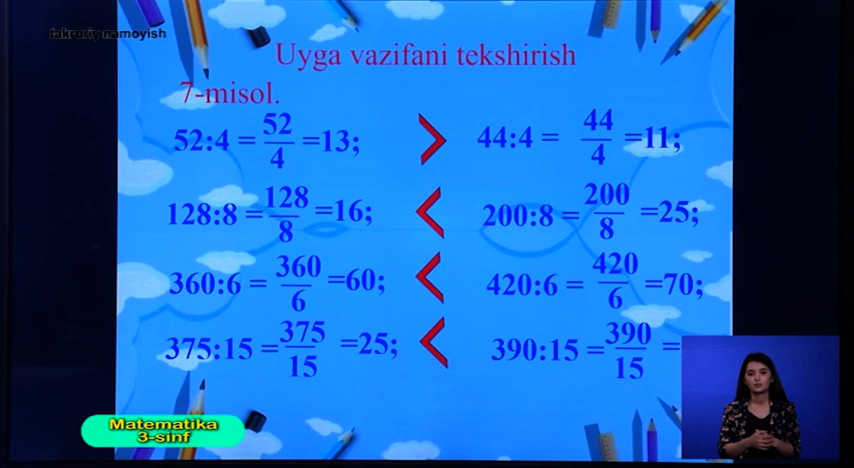 takroriy namoyish
Uyga vazifani tekshirish
7-misol.
52:4 = 52/4 =13; > 44:4 = 44/4 =11;
128:8 = 128/8 =16; < 200:8 = 200/8 =25;
360:6 = 360/6 =60; < 420:6 = 420/6 =70;
375:15 = 375/15 =25; < 390:15 = 390/15 =
Matematika
3-sinf